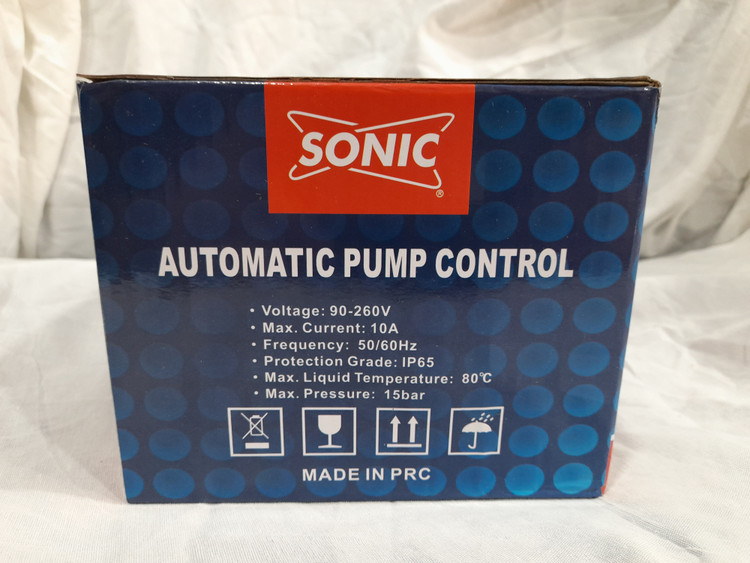 SONIC
®
AUTOMATIC PUMP CONTROL
• Voltage: 90-260V
• Max. Current: 10A
• Frequency: 50/60Hz
• Protection Grade: IP65
• Max. Liquid Temperature: 80℃
• Max. Pressure: 15bar
MADE IN PRC